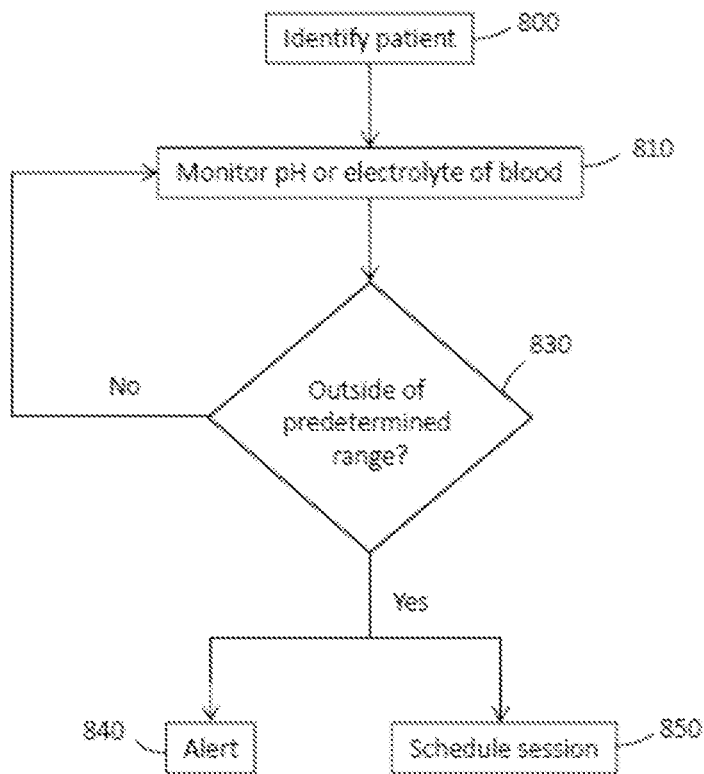 Identify patient 800
Monitor pH or electrolyte of blood 810
830
Outside of
predetermined
range?
No
Yes
840 Alert
Schedule session 850